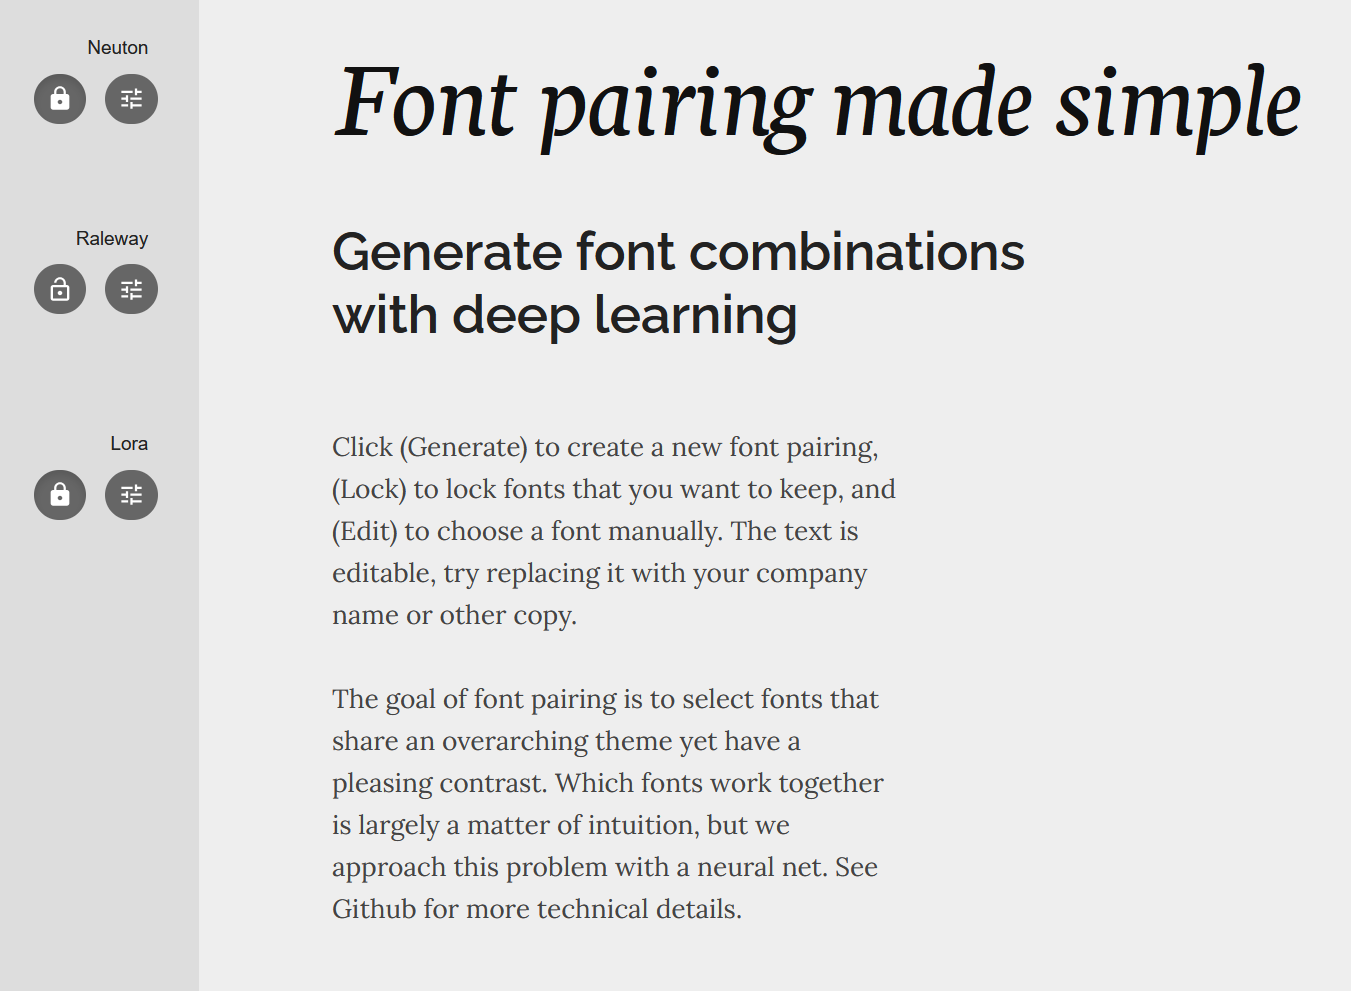 Neuton
Font pairing made simple
Raleway
Generate font combinations
with deep learning
Lora
Click (Generate) to create a new font pairing,
(Lock) to lock fonts that you want to keep, and
(Edit) to choose a font manually. The text is
editable, try replacing it with your company
name or other copy.
The goal of font pairing is to select fonts that
share an overarching theme yet have a
pleasing contrast. Which fonts work together
is largely a matter of intuition, but we
approach this problem with a neural net. See
Github for more technical details.